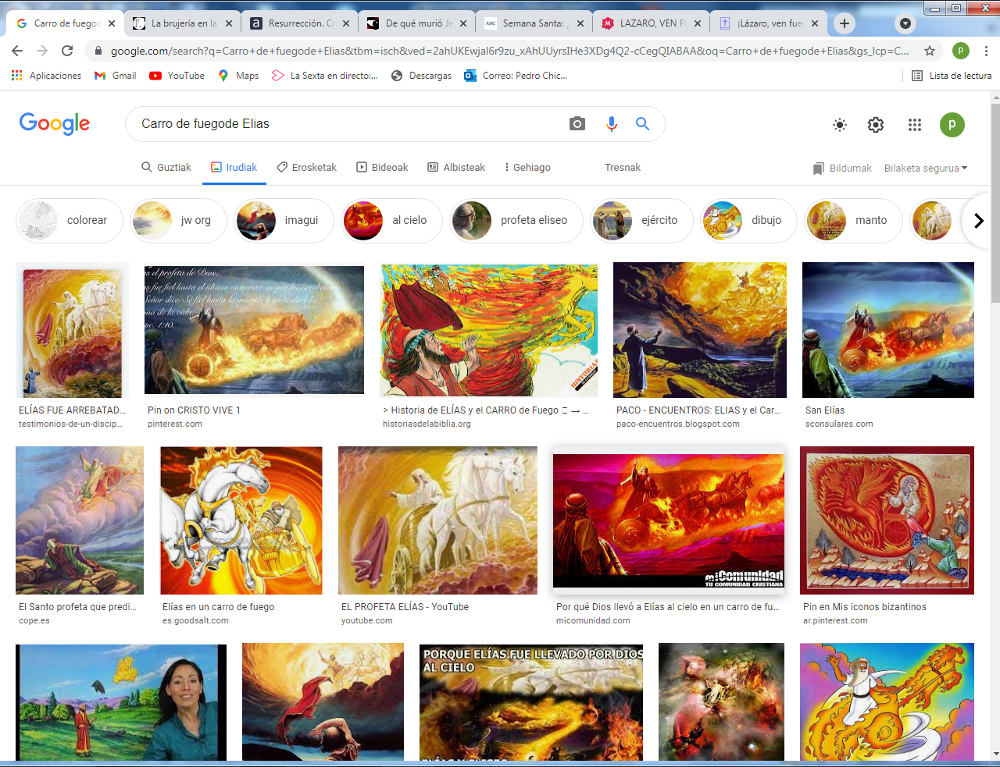 Carro de fuegod
La brujería en la
Resurrección. Cr
De qué murió Je
Semana Santa: ¿
LAZARO, VEN FU
¡Lázaro, ven fuer
google.com/search?q=Carro+de+fuegode+Elias&tbm=isch&ved=2ahUKEwjal6r9zu_xAhUUyrsIHe3XDg4Q2-cCegQIABAA&oq=Carro+de+fuegode+Elias&gs_lcp=C...
Aplicaciones
Gmail
YouTube
Maps
La Sexta en directo:...
Descargas
Correo: Pedro Chic...
Lista de lectura
Google
Carro de fuegode Elias
p
Guztiak
Irudiak
Erosketak
Bideoak
Albisteak
Gehiago
Tresnak
Bildumak
Bilaketa segurua
colorear
jw org
imagui
al cielo
profeta eliseo
ejército
dibujo
manto
s el profeta de Dios.
as fue fiel hasta el último momento en que fue arrebatado
Señor dice: Sé fiel hasta la muerte, y yo te daré la
ona de la vida.
oc. 1:10.
HISTORIAS
ELÍAS FUE ARREBATAD...
testimonios-de-un-discip...
Pin on CRISTO VIVE 1
pinterest.com
▷ Historia de ELÍAS y el CARRO de Fuego □ → ...
historiasdelabiblia.org
PACO - ENCUENTROS: ELIAS y el Car...
paco-encuentros.blogspot.com
San Elías
sconsulares.com
miComunidad
TU COMUNIDAD CRISTIANA
El Santo profeta que predi...
cope.es
Elías en un carro de fuego
es.goodsalt.com
EL PROFETA ELÍAS - YouTube
youtube.com
Por qué Dios llevó a Elías al cielo en un carro de fu...
micomunidad.com
Pin en Mis iconos bizantinos
ar.pinterest.com
PORQUE ELÍAS FUE LLEVADO POR DIOS
AL CIELO